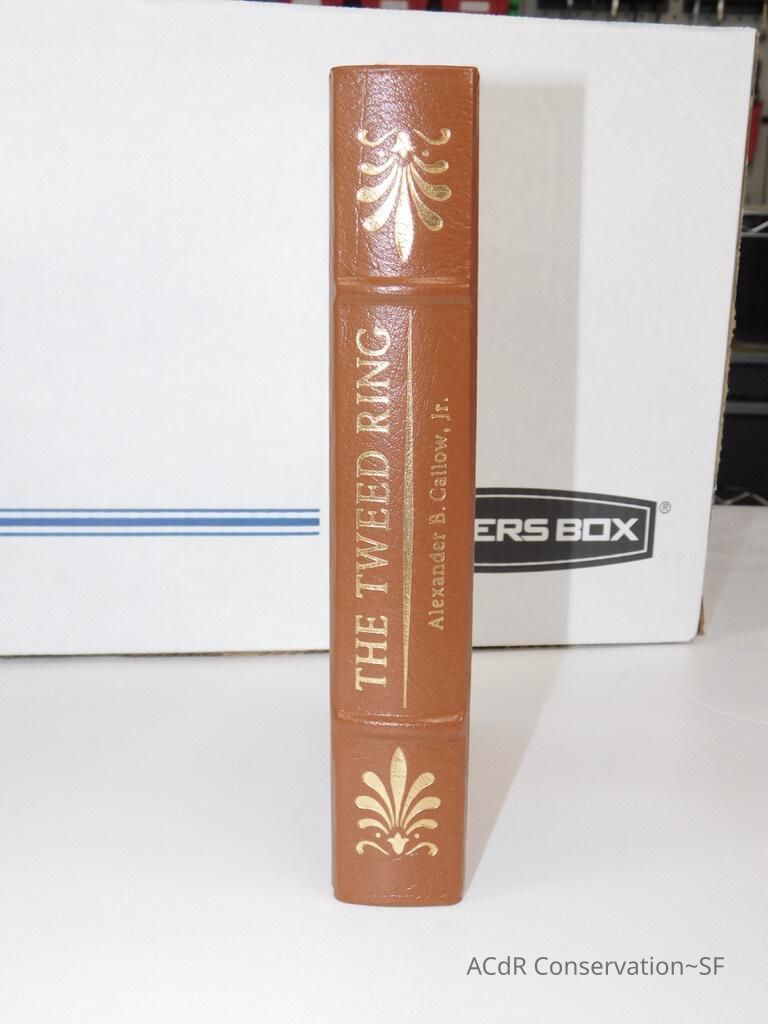 THE TWEED RING
Alexander B. Callow, Jr.
ERS BOX
®
ACdR Conservation~SF